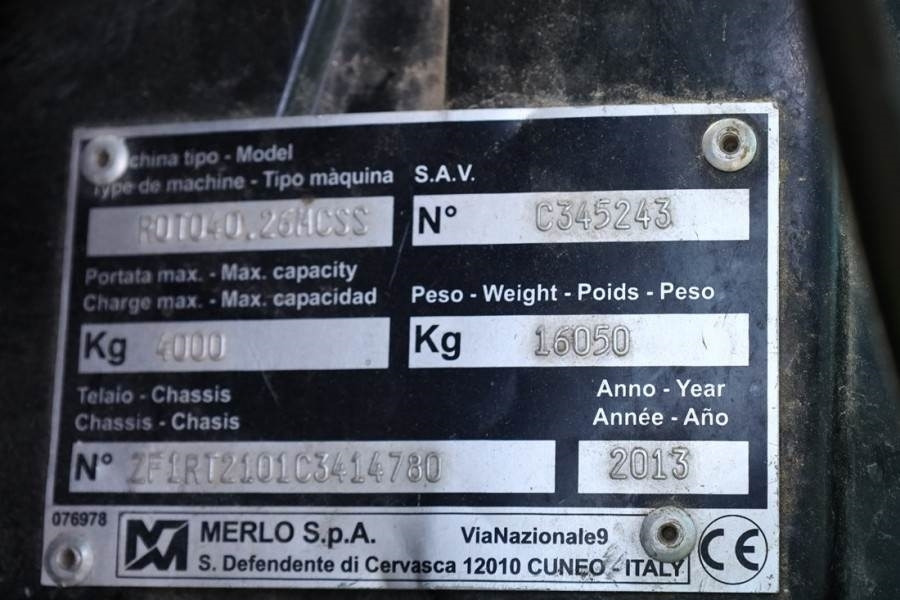 china tipo - Model
Type de machine - Tipo màquina
ROTO40.26MCSS
S.A.V.
N° C345243
Portata max. - Max. capacity
Charge max. - Max. capacidad
Kg 4000
Peso - Weight - Poids - Peso
Kg 16050
Telaio - Chassis
Chassis - Chasis
N° ZF1RT2101C3414780
Anno - Year
Année - Año
2013
076978
MERLO S.p.A. ViaNazionale9
S. Defendente di Cervasca 12010 CUNEO - ITALY
CE